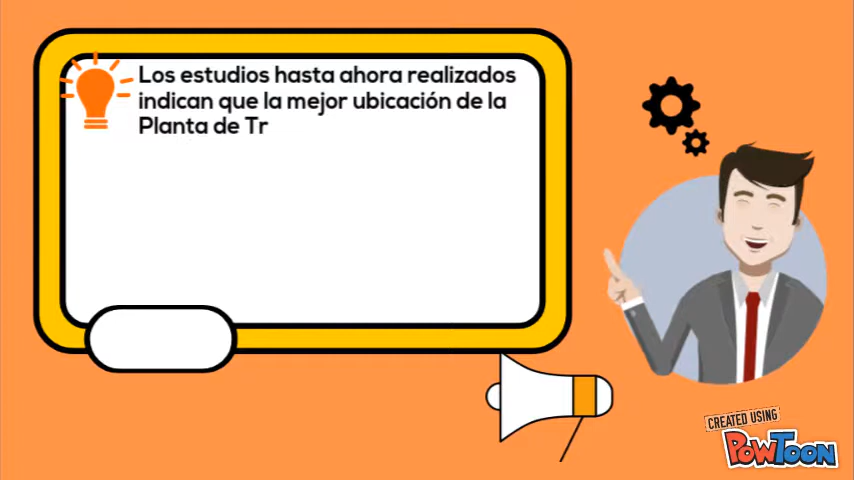 Los estudios hasta ahora realizados
indican que la mejor ubicación de la
Planta de Tr
CREATED USING
POWTOON